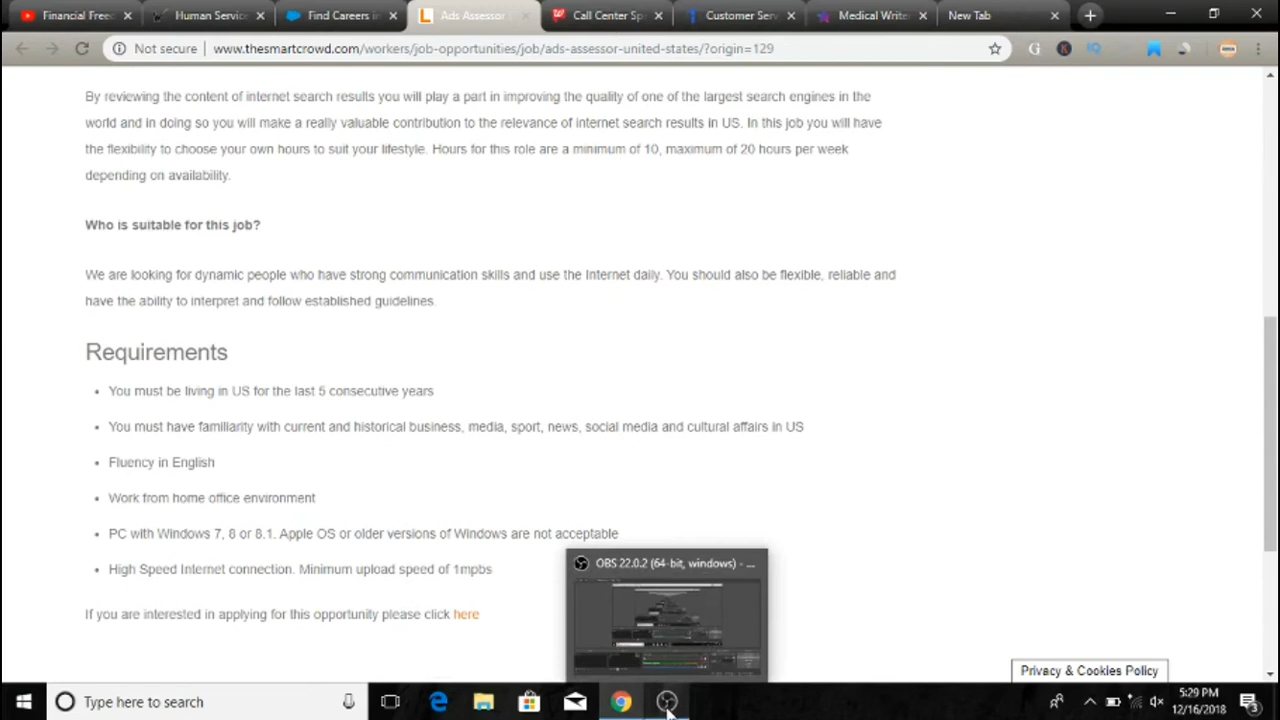 Financial Freed
Human Service
Find Careers in
Ads Assessor
Call Center Sp
Customer Serv
Medical Write
New Tab
Not secure
www.thesmartcrowd.com/workers/job-opportunities/job/ads-assessor-united-states/?origin=129
By reviewing the content of internet search results you will play a part in improving the quality of one of the largest search engines in the
world and in doing so you will make a really valuable contribution to the relevance of internet search results in US. In this job you will have
the flexibility to choose your own hours to suit your lifestyle. Hours for this role are a minimum of 10, maximum of 20 hours per week
depending on availability.
Who is suitable for this job?
We are looking for dynamic people who have strong communication skills and use the Internet daily. You should also be flexible, reliable and
have the ability to interpret and follow established guidelines.
Requirements
• You must be living in US for the last 5 consecutive years
• You must have familiarity with current and historical business, media, sport, news, social media and cultural affairs in US
• Fluency in English
• Work from home office environment
• PC with Windows 7, 8 or 8.1. Apple OS or older versions of Windows are not acceptable
• High Speed Internet connection. Minimum upload speed of 1mpbs
If you are interested in applying for this opportunity please click here
OBS 22.0.2 (64-bit, windows) - ...
Privacy & Cookies Policy
Type here to search
5:29 PM
12/16/2018